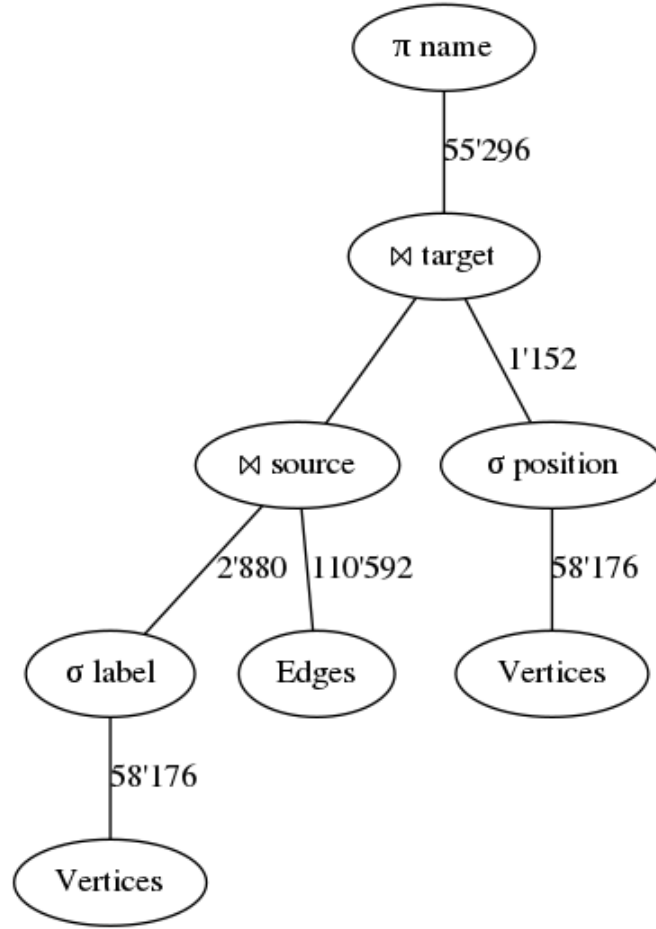 π name
55'296
⋈ target
1'152
⋈ source
σ position
2'880
110'592
58'176
σ label
Edges
Vertices
58'176
Vertices